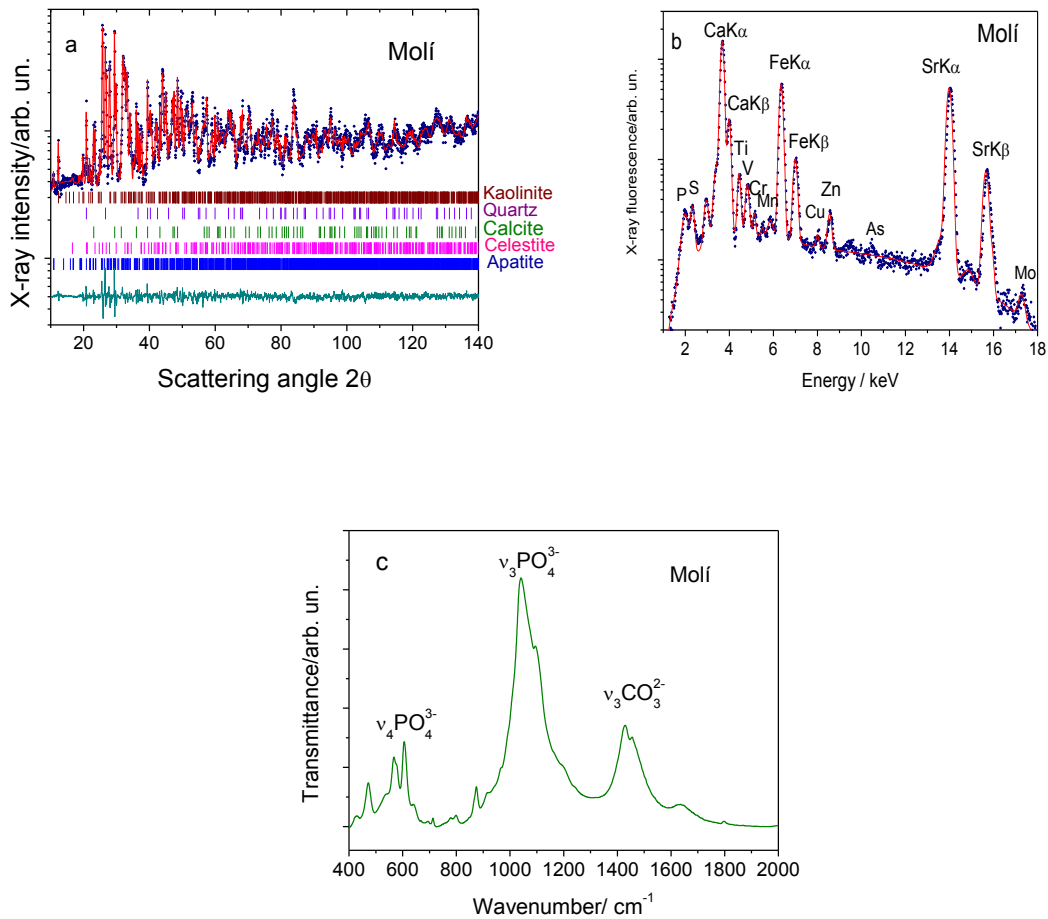 a
Molí
X-ray intensity/arb. un.
Kaolinite
Quartz
Calcite
Celestite
Apatite
20 40 60 80 100 120 140
Scattering angle 2θ
b
Molí
X-ray fluorescence/arb. un.
CaKα
CaKβ
FeKα
FeKβ
SrKα
SrKβ
P S
Ti
V
Cr
Mn
Cu
Zn
As
Mo
2 4 6 8 10 12 14 16 18
Energy / keV
c
Molí
Transmittance/arb. un.
ν₄PO₄³⁻
ν₃PO₄³⁻
ν₃CO₃²⁻
400 600 800 1000 1200 1400 1600 1800 2000
Wavenumber/ cm⁻¹